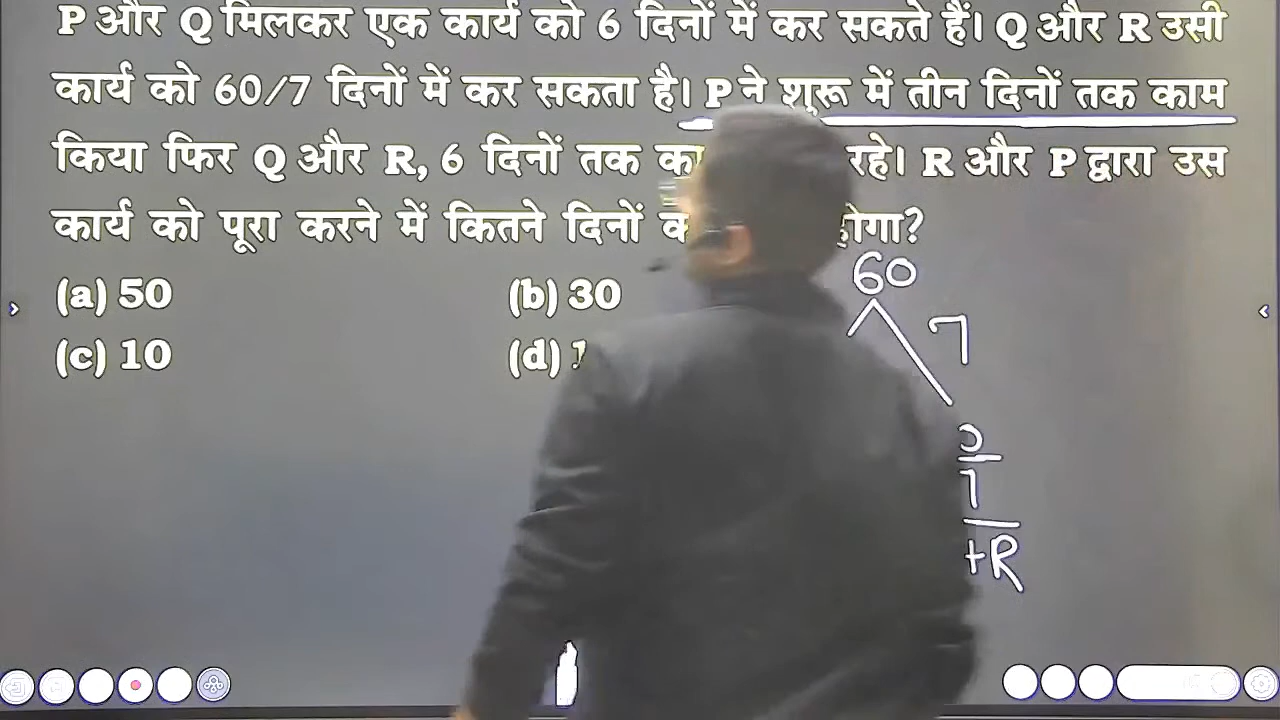 P और Q मिलकर एक कार्य को 6 दिनों में कर सकते हैं। Q और R उसी
कार्य को 60/7 दिनों में कर सकता है। P ने शुरू में तीन दिनों तक काम
किया फिर Q और R, 6 दिनों तक रहे। R और P द्वारा उस
कार्य को पूरा करने में कितने दिनों होगा?
(a) 50 (b) 30
(c) 10 (d)
60
7
+R